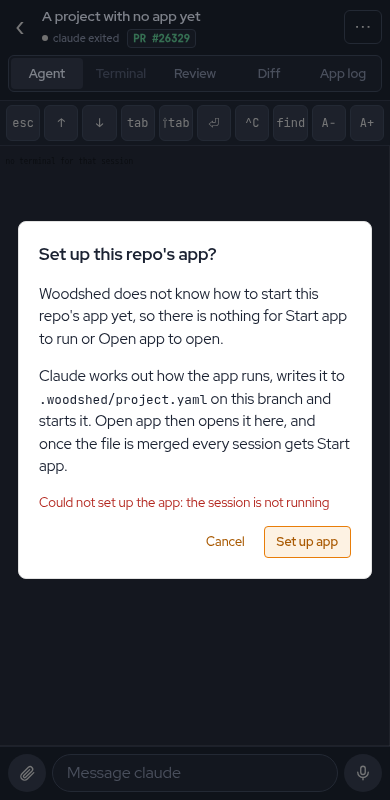 A project with no app yet
claude exited PR #26329
Agent Terminal Review Diff App log
esc ↑ ↓ tab ⇧tab ⏎ ^C find A- A+
Set up this repo's app?
Woodshed does not know how to start this
repo's app yet, so there is nothing for Start app
to run or Open app to open.
Claude works out how the app runs, writes it to
.woodshed/project.yaml on this branch and
starts it. Open app then opens it here, and
once the file is merged every session gets Start
app.
Could not set up the app: the session is not running
Cancel Set up app
Message claude